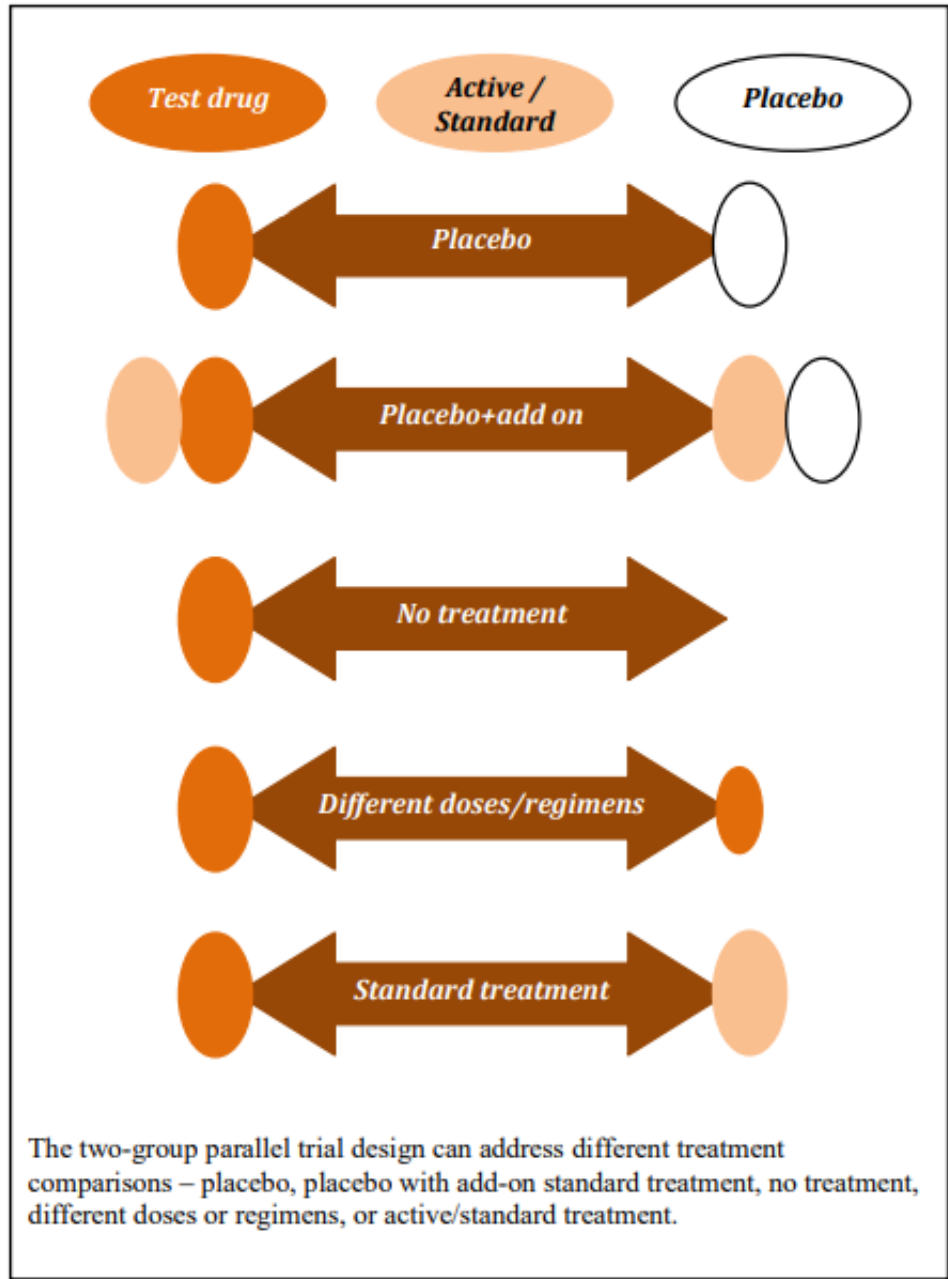 Test drug
Active /
Standard
Placebo
Placebo
Placebo+add on
No treatment
Different doses/regimens
Standard treatment
The two-group parallel trial design can address different treatment
comparisons – placebo, placebo with add-on standard treatment, no treatment,
different doses or regimens, or active/standard treatment.